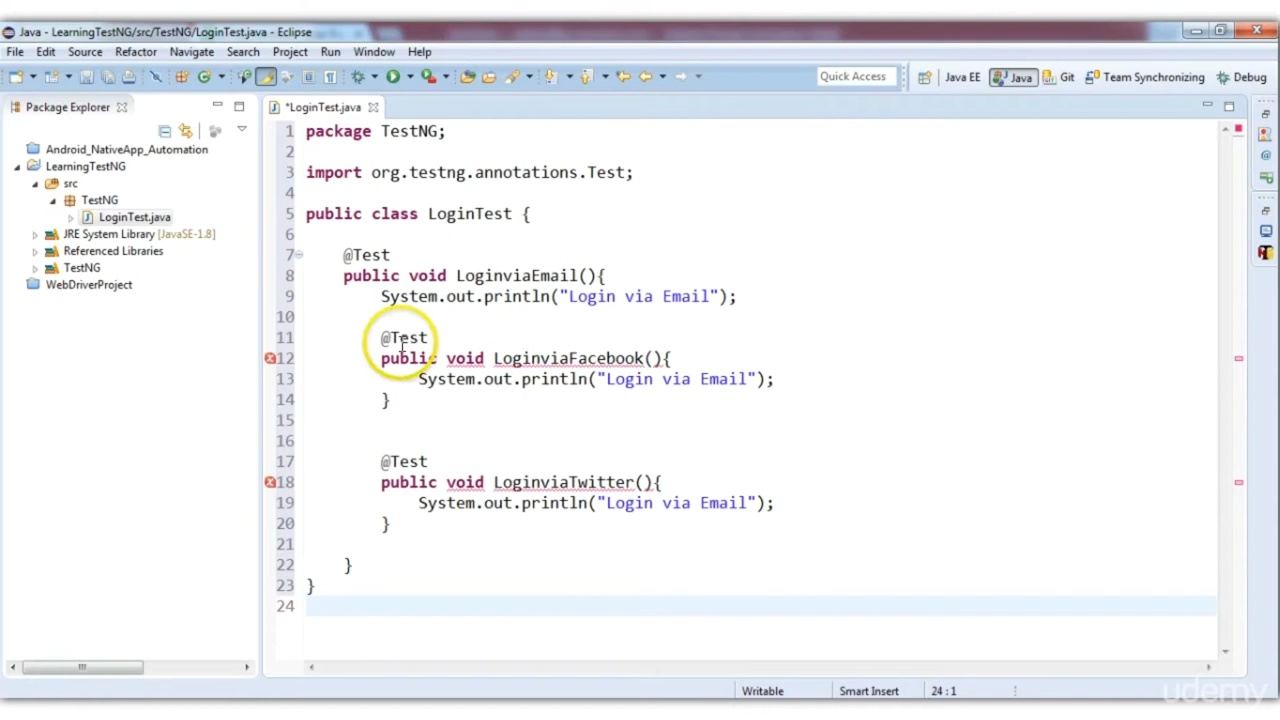 Java - LearningTestNG/src/TestNG/LoginTest.java - Eclipse
File Edit Source Refactor Navigate Search Project Run Window Help
Quick Access Java EE Java Git Team Synchronizing Debug
Package Explorer
*LoginTest.java
Android_NativeApp_Automation
LearningTestNG
src
TestNG
LoginTest.java
JRE System Library [JavaSE-1.8]
Referenced Libraries
TestNG
WebDriverProject
1 package TestNG;
2
3 import org.testng.annotations.Test;
4
5 public class LoginTest {
6
7 @Test
8 public void LoginviaEmail(){
9 System.out.println("Login via Email");
10
11 @Test
12 public void LoginviaFacebook(){
13 System.out.println("Login via Email");
14 }
15
16
17 @Test
18 public void LoginviaTwitter(){
19 System.out.println("Login via Email");
20 }
21
22 }
23 }
24
Writable Smart Insert 24 : 1
udemy